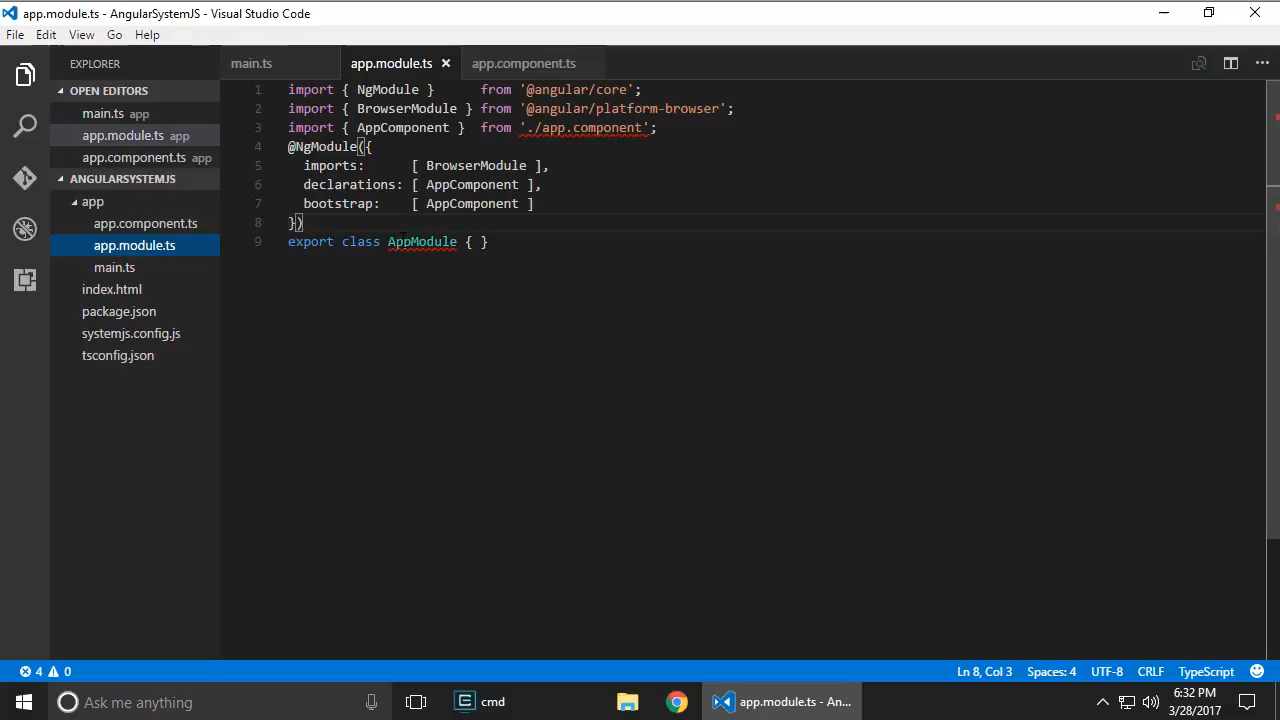 app.module.ts - AngularSystemJS - Visual Studio Code
File Edit View Go Help
EXPLORER
OPEN EDITORS
main.ts app
app.module.ts app
app.component.ts app
ANGULARSYSTEMJS
app
app.component.ts
app.module.ts
main.ts
index.html
package.json
systemjs.config.js
tsconfig.json
main.ts app.module.ts app.component.ts
1 import { NgModule } from '@angular/core';
2 import { BrowserModule } from '@angular/platform-browser';
3 import { AppComponent } from './app.component';
4 @NgModule({
5 imports: [ BrowserModule ],
6 declarations: [ AppComponent ],
7 bootstrap: [ AppComponent ]
8 })
9 export class AppModule { }
4 0 Ln 8, Col 3 Spaces: 4 UTF-8 CRLF TypeScript
Ask me anything
cmd
app.module.ts - An...
6:32 PM
3/28/2017